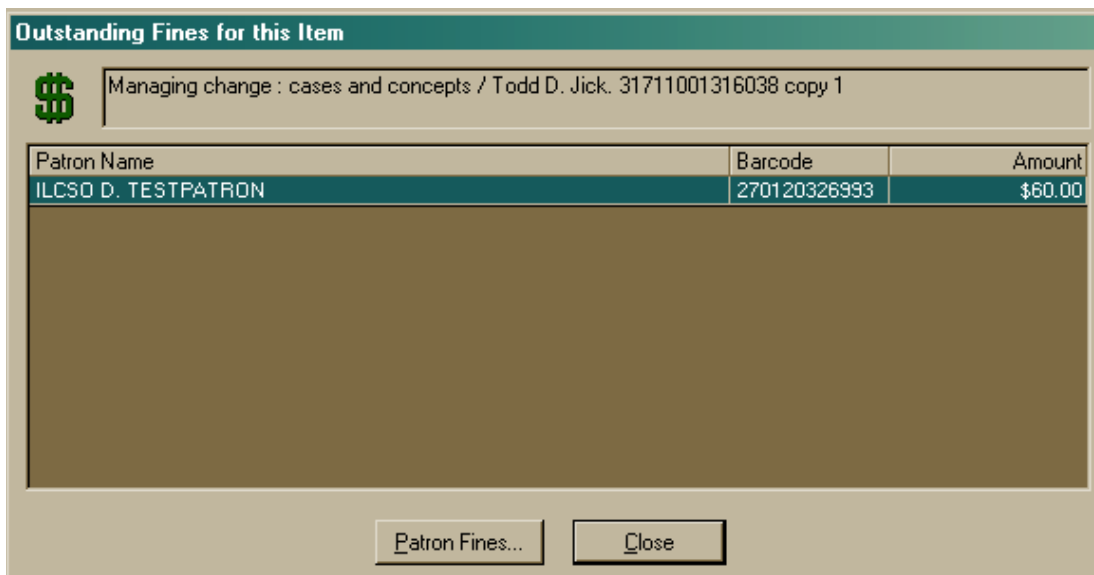 Outstanding Fines for this Item
Managing change : cases and concepts / Todd D. Jick. 31711001316038 copy 1
Patron Name Barcode Amount
ILCSO D. TESTPATRON 270120326993 $60.00
Patron Fines... Close